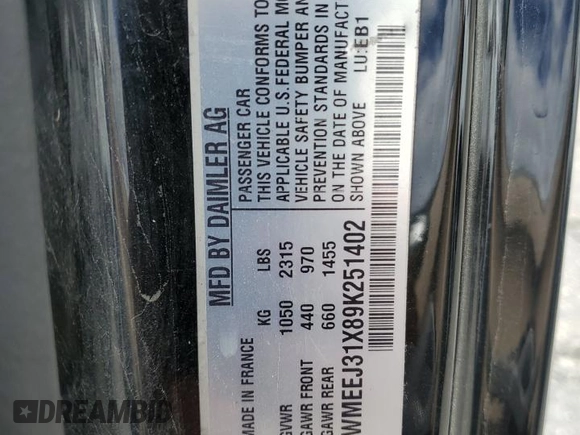 MFD BY DAIMLER AG
PASSENGER CAR
THIS VEHICLE CONFORMS TO
APPLICABLE U.S. FEDERAL MO
VEHICLE SAFETY BUMPER AN
PREVENTION STANDARDS IN
ON THE DATE OF MANUFACT
SHOWN ABOVE LU:EB1
MADE IN FRANCE KG LBS
GVWR 1050 2315
GAWR FRONT 440 970
GAWR REAR 660 1455
WMEEJ31X89K251402
DREAMBID